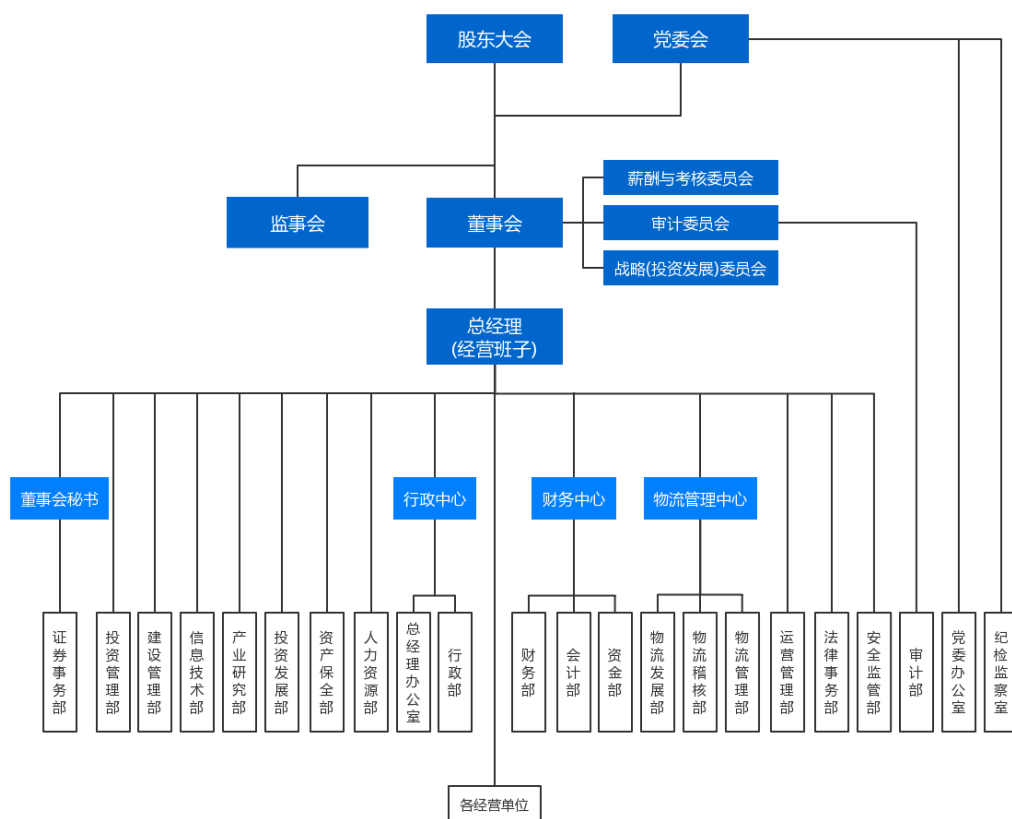 股东大会
党委会
薪酬与考核委员会
监事会
董事会
审计委员会
战略(投资发展)委员会
总经理
(经营班子)
董事会秘书
行政中心
财务中心
物流管理中心
证券事务部
投资管理部
建设管理部
信息技术部
产业研究部
投资发展部
资产保全部
人力资源部
总经理办公室
行政部
财务部
会计部
资金部
物流发展部
物流稽核部
物流管理部
运营管理部
法律事务部
安全监管部
审计部
党委办公室
纪检监察室
各经营单位